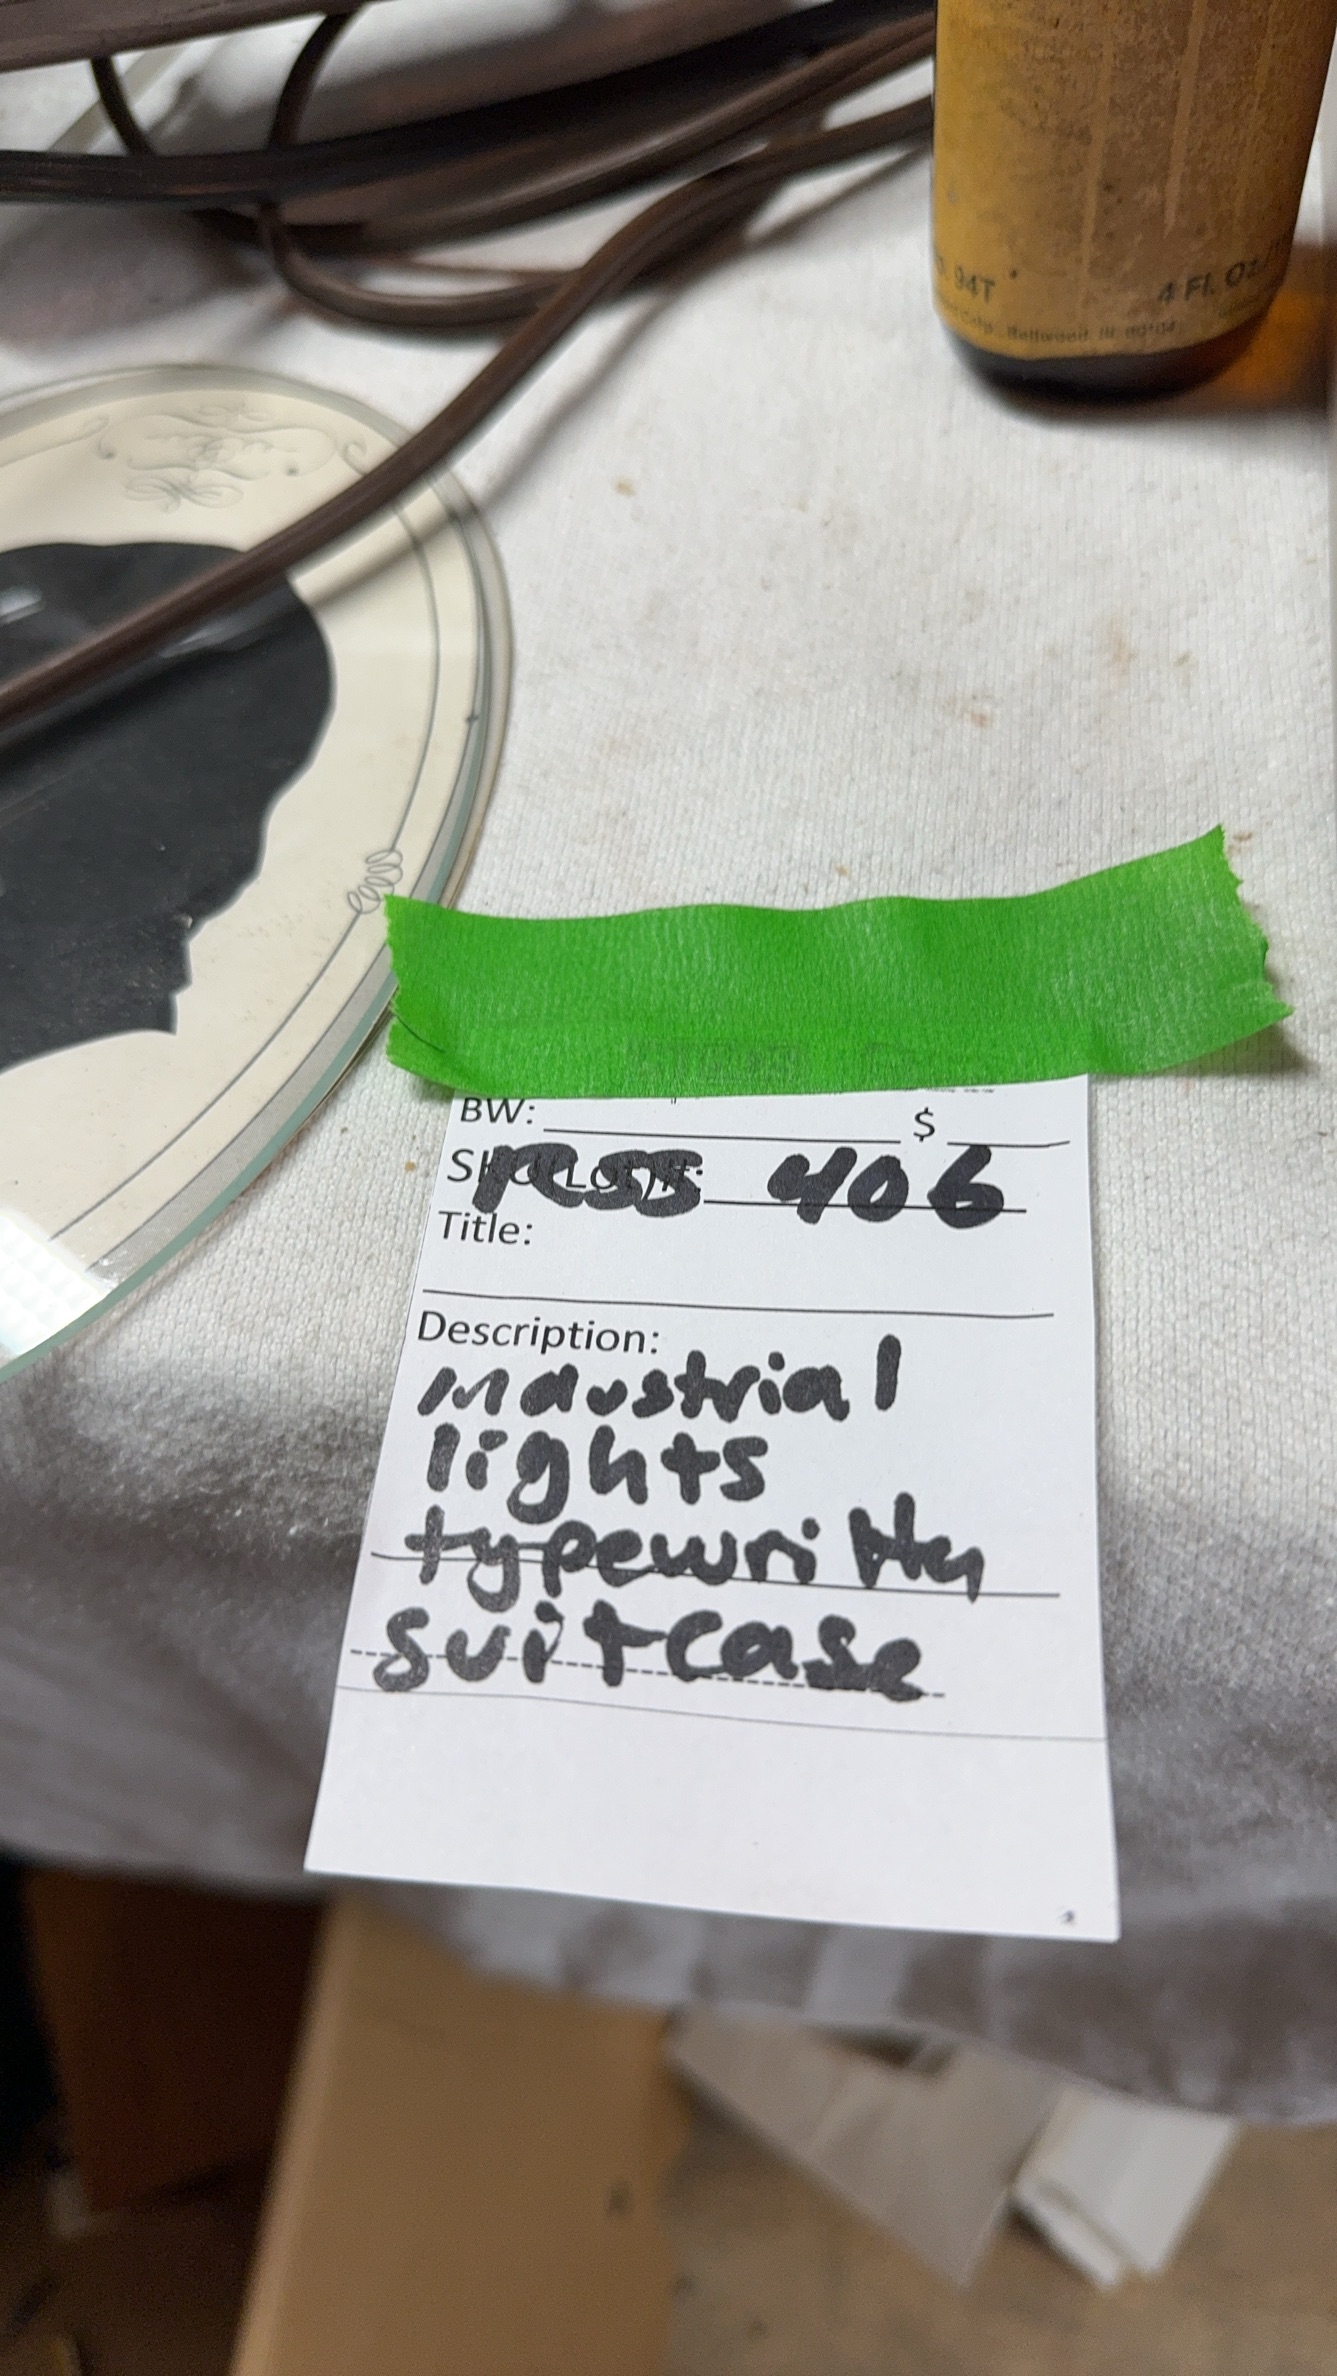 94T
4 Fl. Oz.
BW: $
RSS 406
Title:
Description:
Industrial
lights
typewriter
suitcase